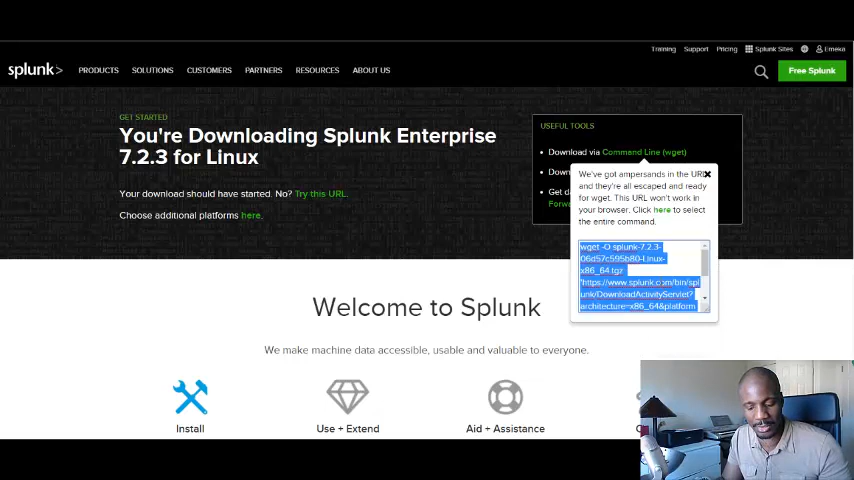 Training Support Pricing Splunk Sites Emeka
splunk> PRODUCTS SOLUTIONS CUSTOMERS PARTNERS RESOURCES ABOUT US Free Splunk
GET STARTED
You're Downloading Splunk Enterprise
7.2.3 for Linux
Your download should have started. No? Try this URL.
Choose additional platforms here.
USEFUL TOOLS
Download via Command Line (wget)
Down
Get da
Forw
We've got ampersands in the URL
and they're all escaped and ready
for wget. This URL won't work in
your browser. Click here to select
the entire command.
wget -O splunk-7.2.3-
06d57c595b80-Linux-
x86_64.tgz
'https://www.splunk.com/bin/spl
unk/DownloadActivityServlet?
architecture=x86_64&platform
Welcome to Splunk
We make machine data accessible, usable and valuable to everyone.
Install
Use + Extend
Aid + Assistance